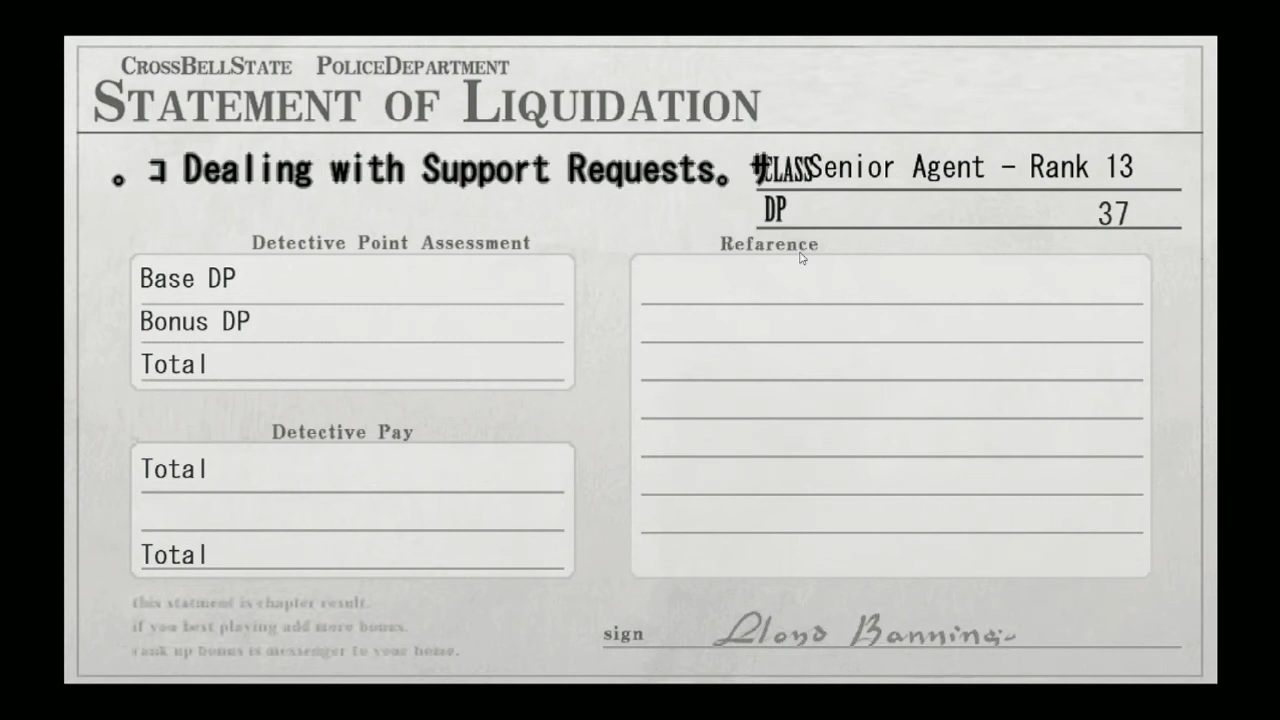 CROSSBELLSTATE POLICEDEPARTMENT
STATEMENT OF LIQUIDATION
。コ Dealing with Support Requests。サ
CLASS Senior Agent - Rank 13
DP 37
Detective Point Assessment
Refarence
Base DP
Bonus DP
Total
Detective Pay
Total
Total
this statment is chapter result.
if you best playing add more bonus.
rank up bonus is messenger to your home.
sign Lloyd Bannings